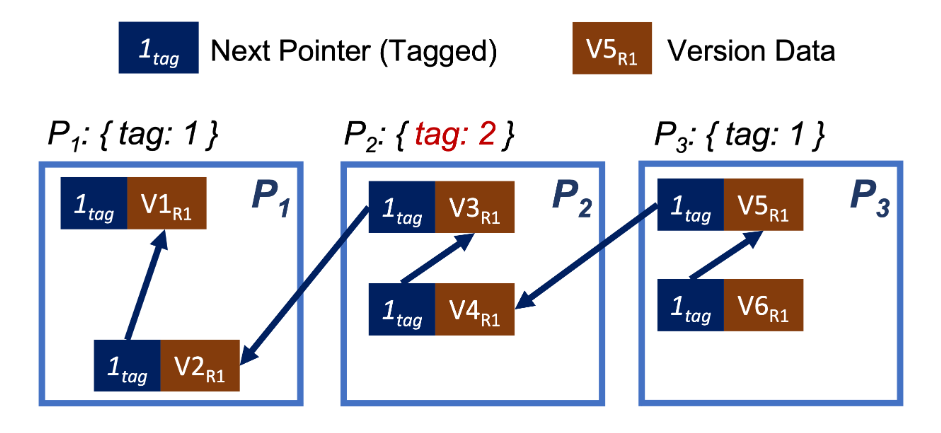 1tag Next Pointer (Tagged) V5R1 Version Data
P1: { tag: 1 } P2: { tag: 2 } P3: { tag: 1 }
1tag V1R1 P1 1tag V3R1 P2 1tag V5R1 P3
1tag V4R1 1tag V6R1
1tag V2R1